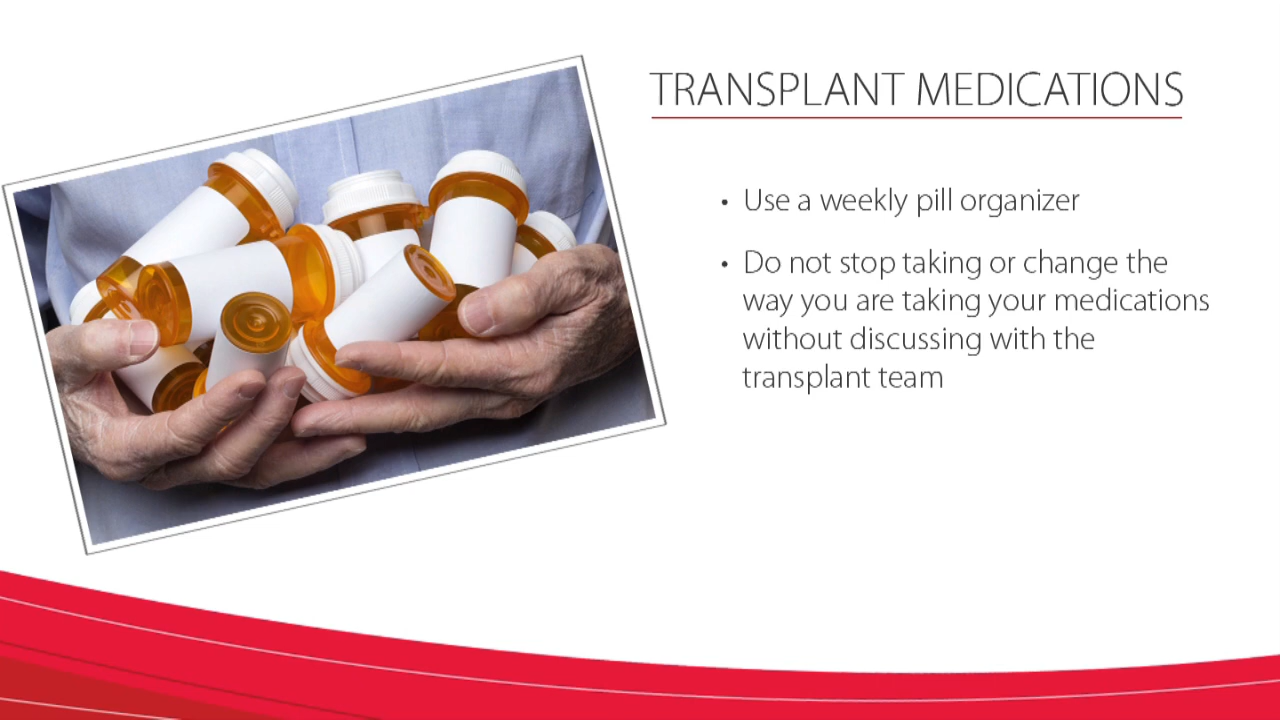 TRANSPLANT MEDICATIONS
• Use a weekly pill organizer
• Do not stop taking or change the
way you are taking your medications
without discussing with the
transplant team